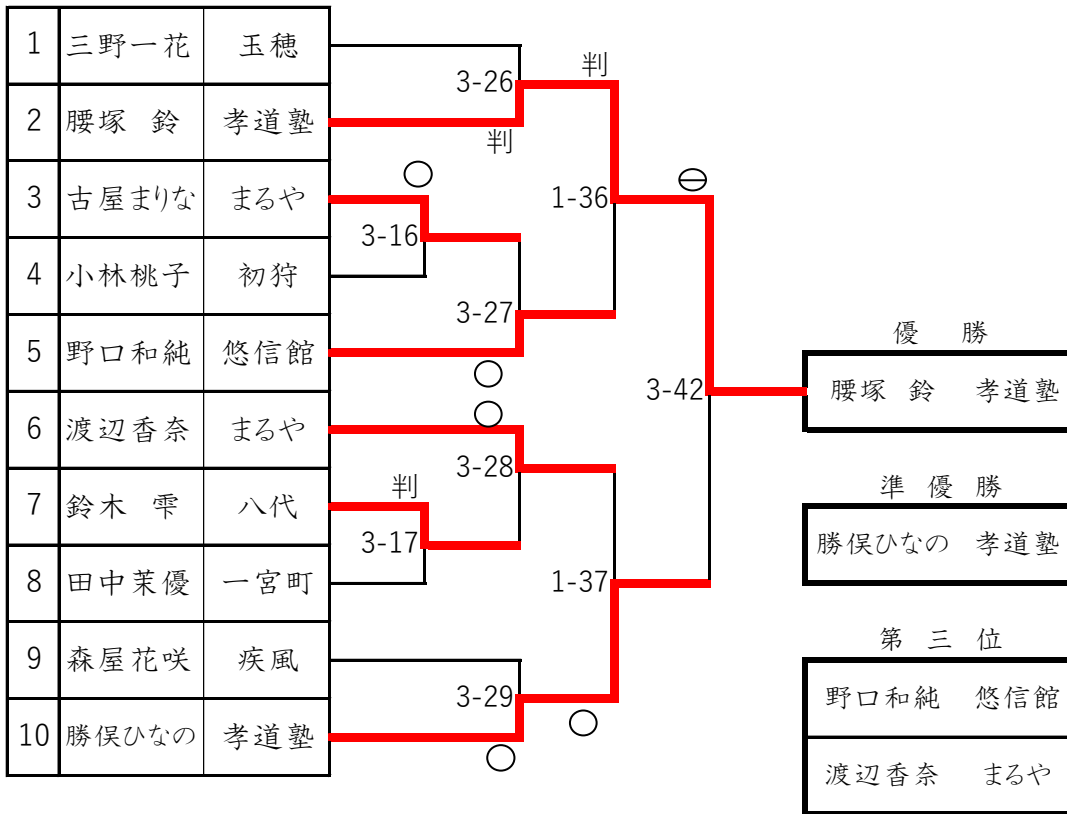 1 三野一花 玉穂
2 腰塚 鈴 孝道塾
3 古屋まりな まるや
4 小林桃子 初狩
5 野口和純 悠信館
6 渡辺香奈 まるや
7 鈴木 雫 八代
8 田中茉優 一宮町
9 森屋花咲 疾風
10 勝俣ひなの 孝道塾
3-16
判
3-17
3-26
判
3-27
○
○
3-28
○
3-29
○
判
1-36
1-37
○
⊖
3-42
優 勝
腰塚 鈴 孝道塾
準 優 勝
勝俣ひなの 孝道塾
第 三 位
野口和純 悠信館
渡辺香奈 まるや